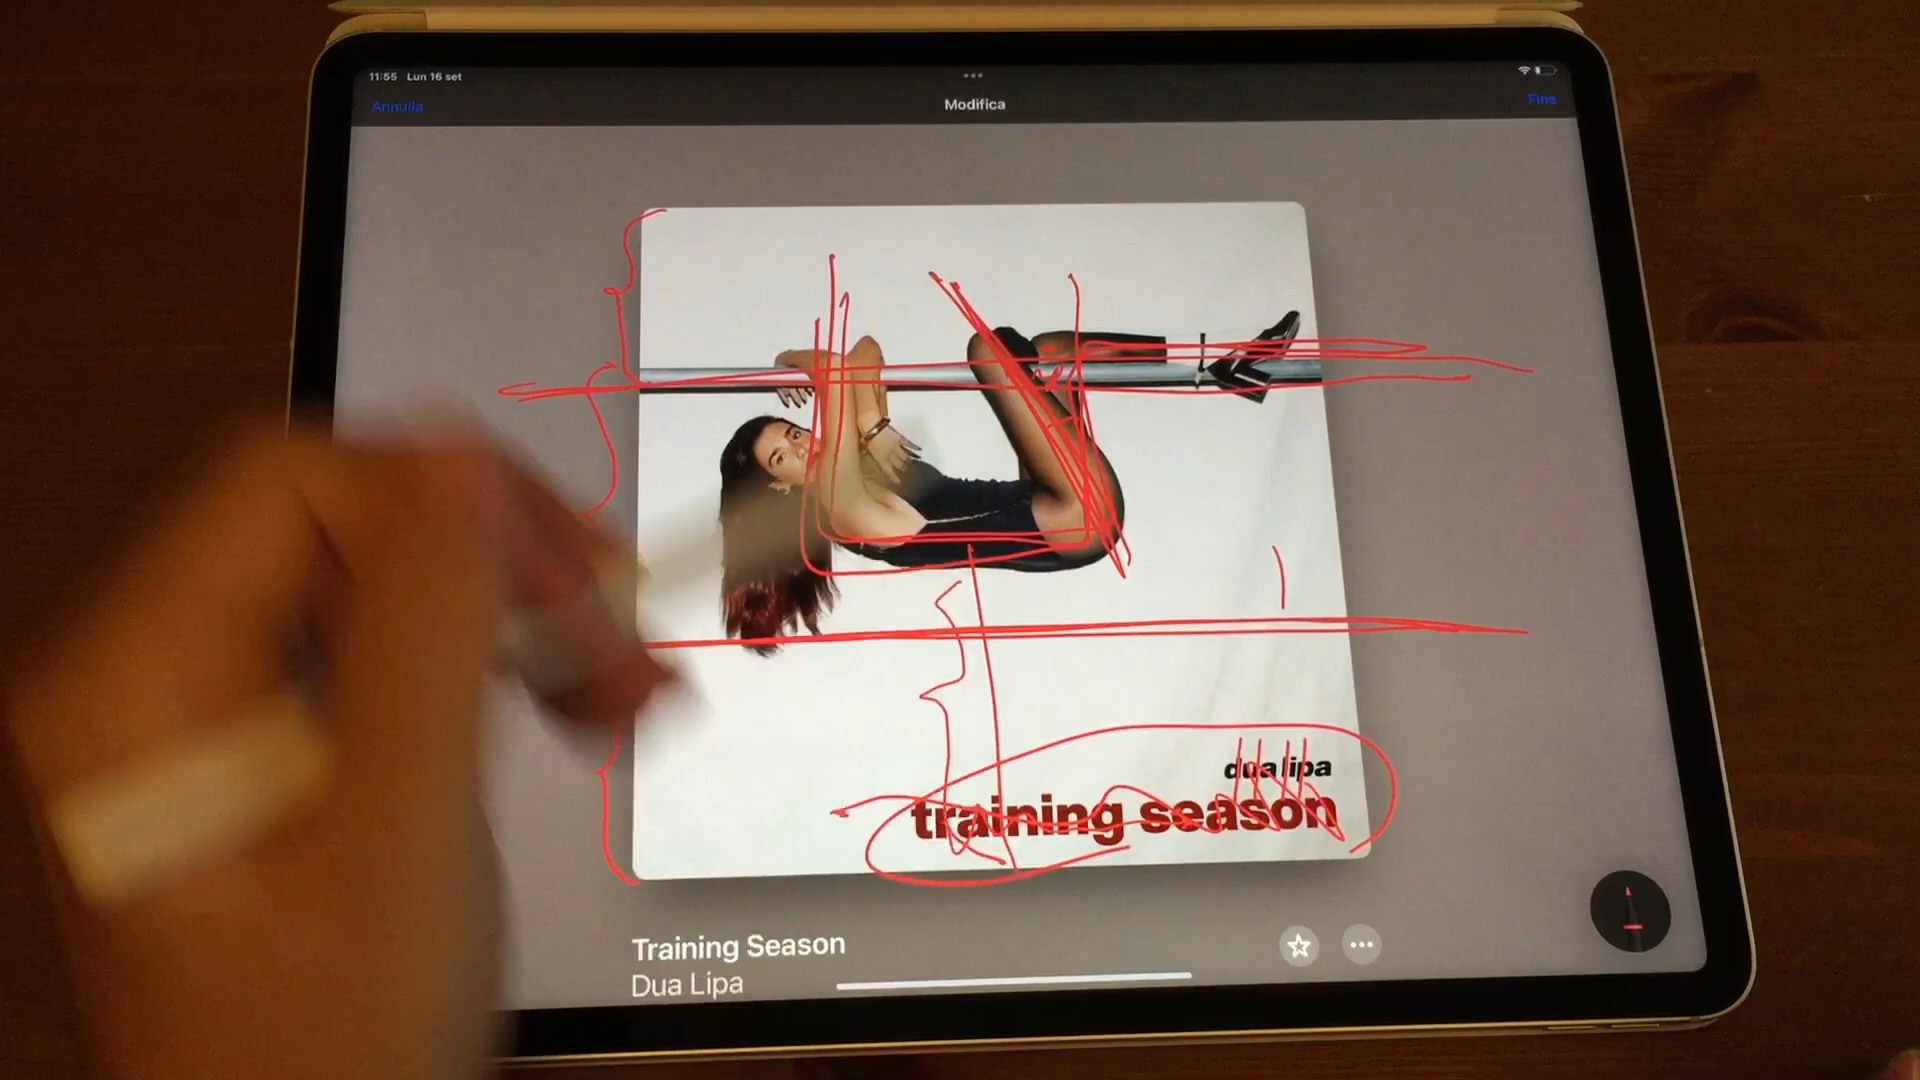 11:55 Lun 16 set
Annulla
Modifica
Fine
dua lipa
training season
Training Season
Dua Lipa